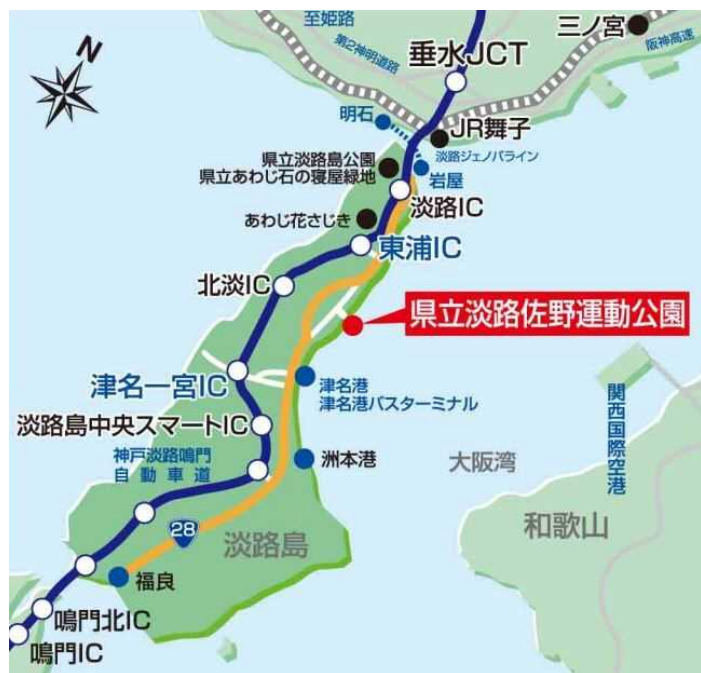 至姫路
三ノ宮
第2神明道路
阪神高速
垂水JCT
N
明石
JR舞子
淡路ジェノバライン
県立淡路島公園
県立あわじ石の寝屋緑地
岩屋
淡路IC
あわじ花さじき
東浦IC
北淡IC
県立淡路佐野運動公園
津名一宮IC
津名港
津名港バスターミナル
淡路島中央スマートIC
関西国際空港
神戸淡路鳴門
自動車道
洲本港
大阪湾
和歌山
28
淡路島
福良
鳴門北IC
鳴門IC